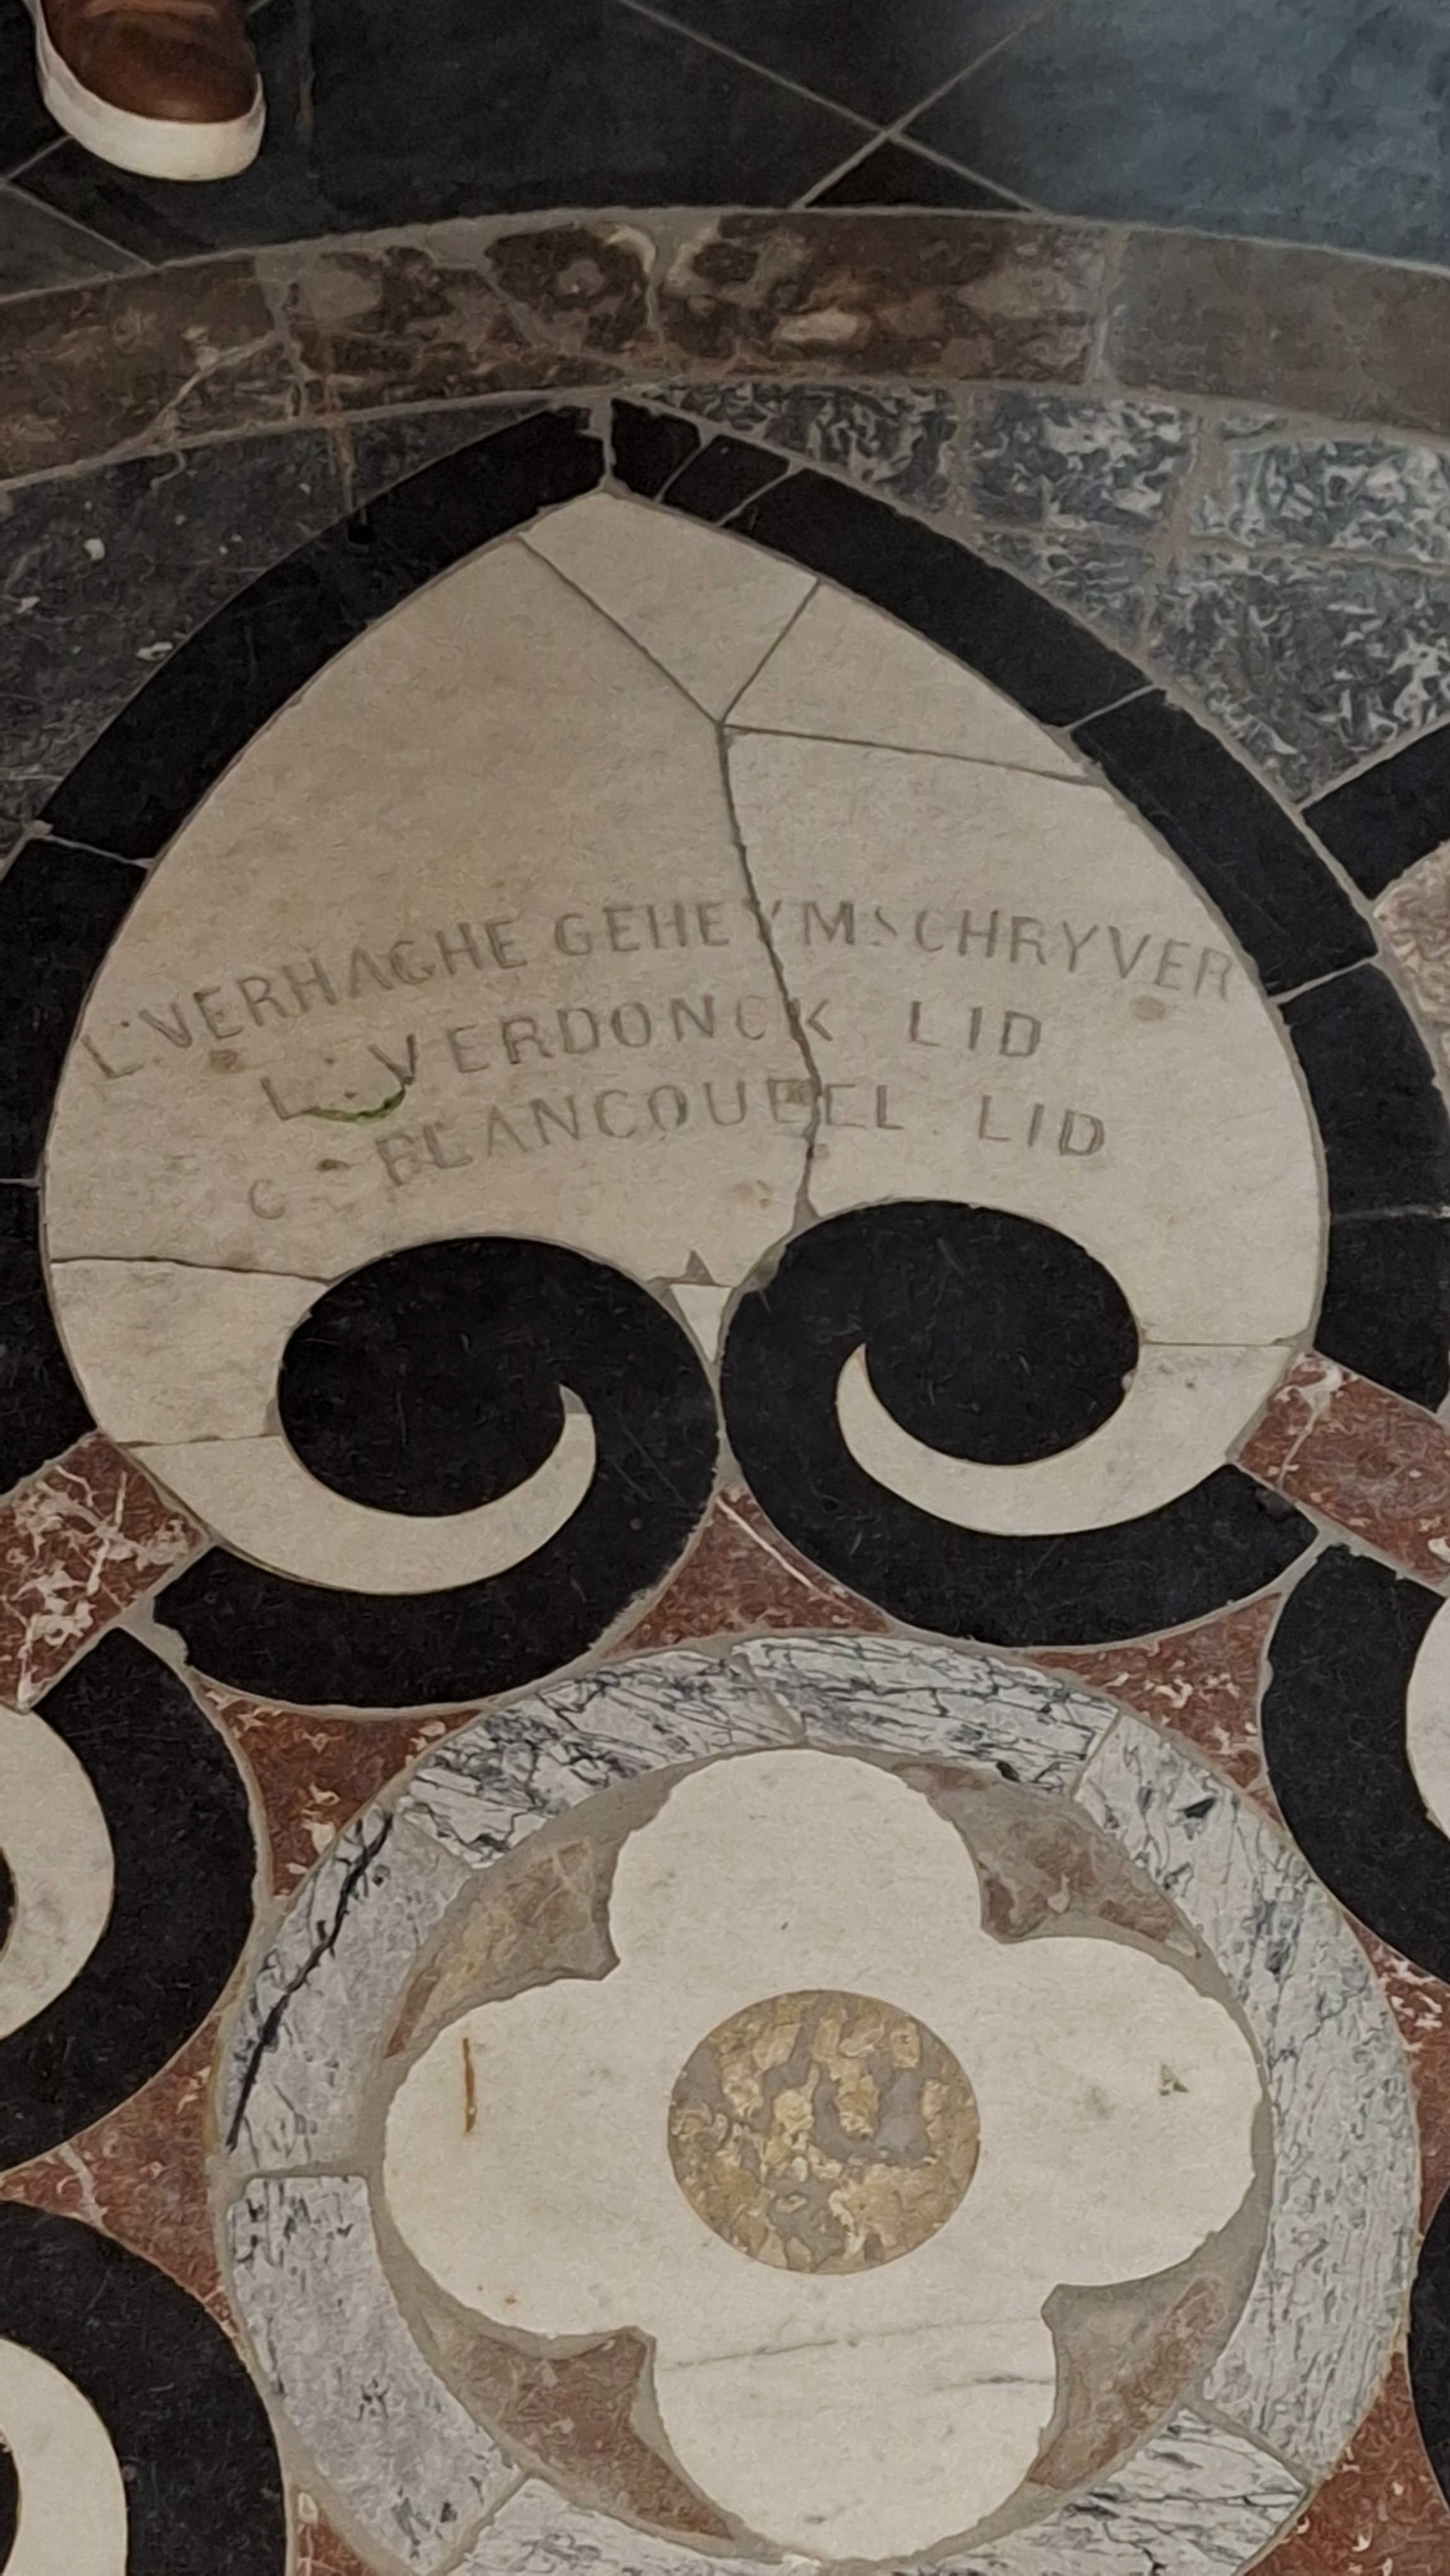 L. VERHAGHE GEHEYMSCHRYVER
L. VERDONCK LID
C. BLANCOUBEL LID